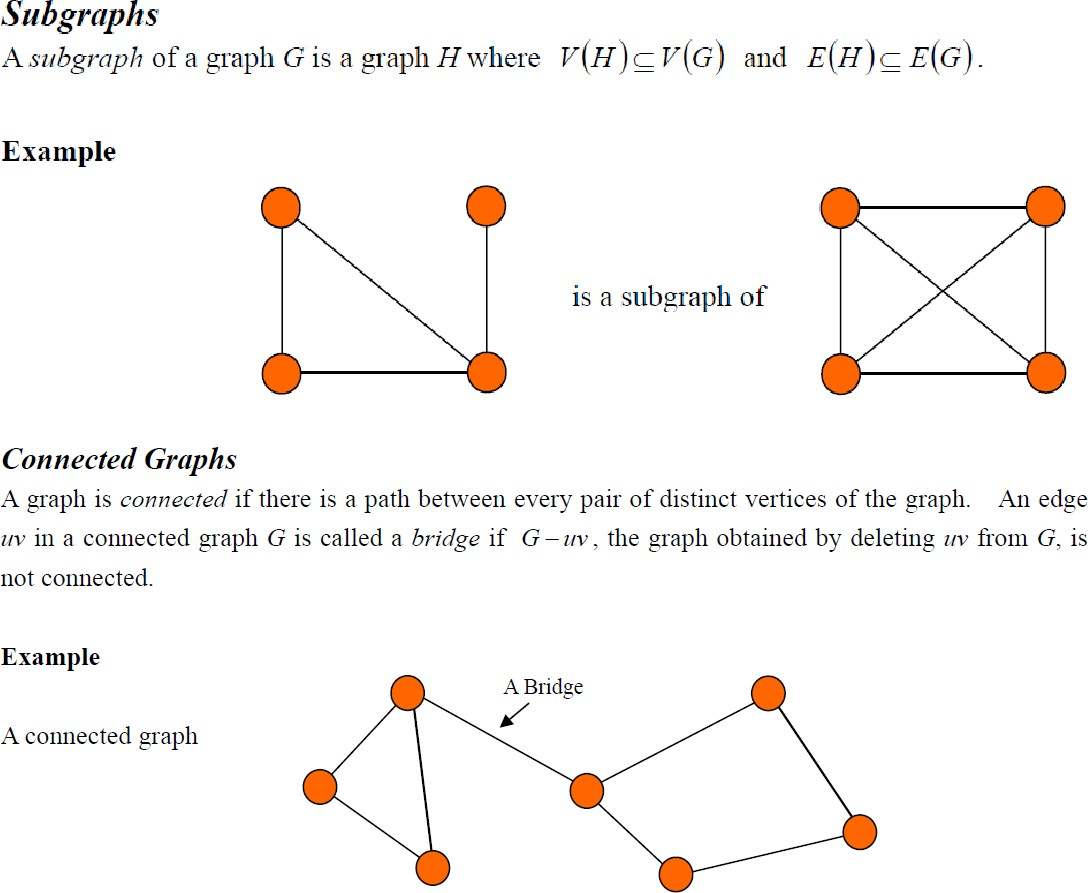 Subgraphs
A subgraph of a graph G is a graph H where V(H)⊆V(G) and E(H)⊆E(G).
Example
is a subgraph of
Connected Graphs
A graph is connected if there is a path between every pair of distinct vertices of the graph. An edge
uv in a connected graph G is called a bridge if G−uv, the graph obtained by deleting uv from G, is
not connected.
Example
A Bridge
A connected graph